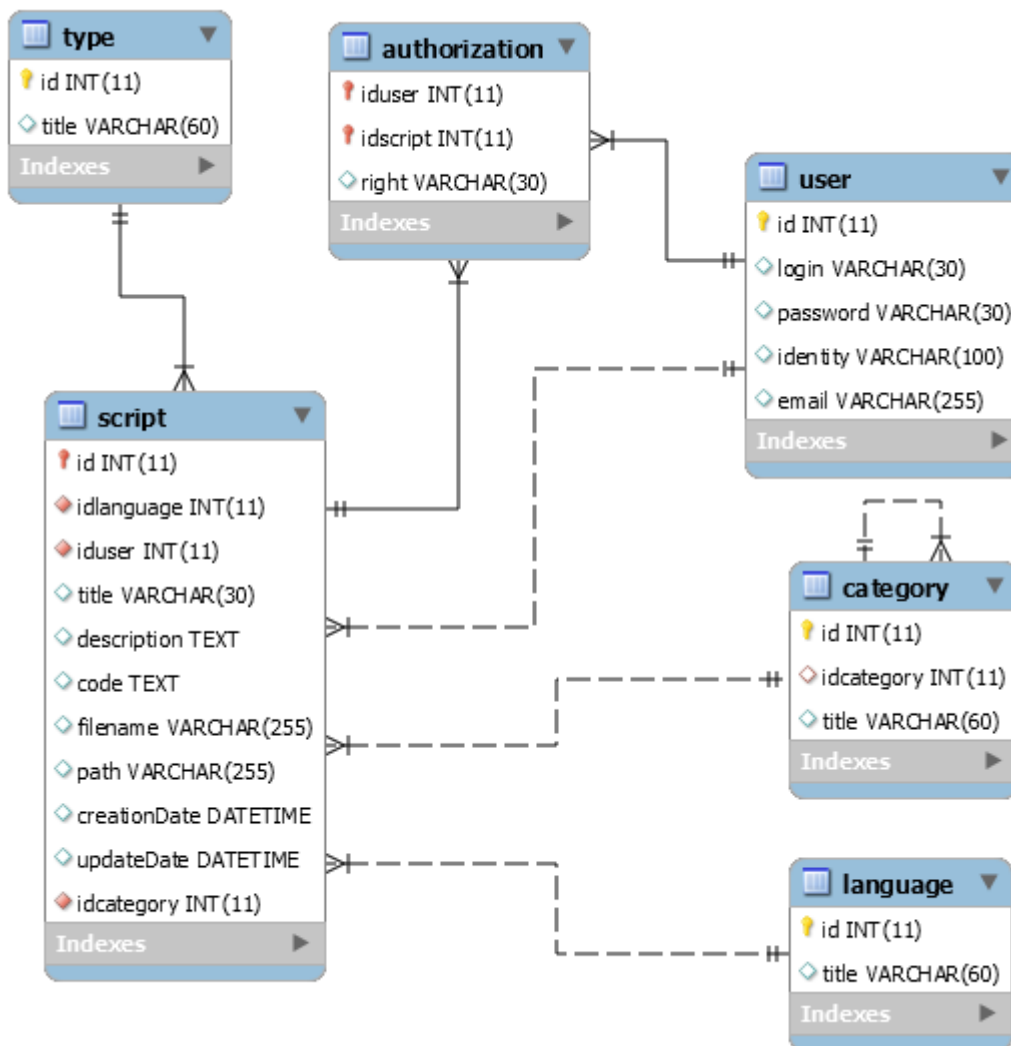 type
id INT(11)
title VARCHAR(60)
Indexes
authorization
iduser INT(11)
idscript INT(11)
right VARCHAR(30)
Indexes
user
id INT(11)
login VARCHAR(30)
password VARCHAR(30)
identity VARCHAR(100)
email VARCHAR(255)
Indexes
script
id INT(11)
idlanguage INT(11)
iduser INT(11)
title VARCHAR(30)
description TEXT
code TEXT
filename VARCHAR(255)
path VARCHAR(255)
creationDate DATETIME
updateDate DATETIME
idcategory INT(11)
Indexes
category
id INT(11)
idcategory INT(11)
title VARCHAR(60)
Indexes
language
id INT(11)
title VARCHAR(60)
Indexes